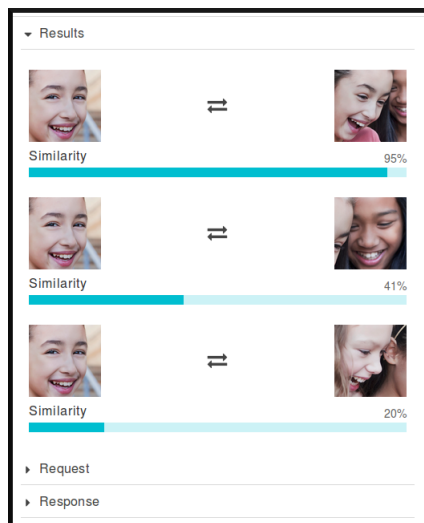 Results
Similarity 95%
Similarity 41%
Similarity 20%
Request
Response